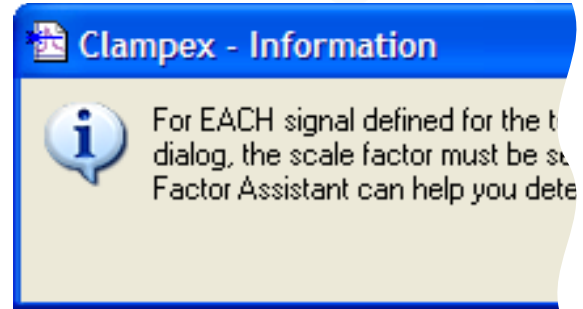 Clampex - Information
For EACH signal defined for the
dialog, the scale factor must be
Factor Assistant can help you